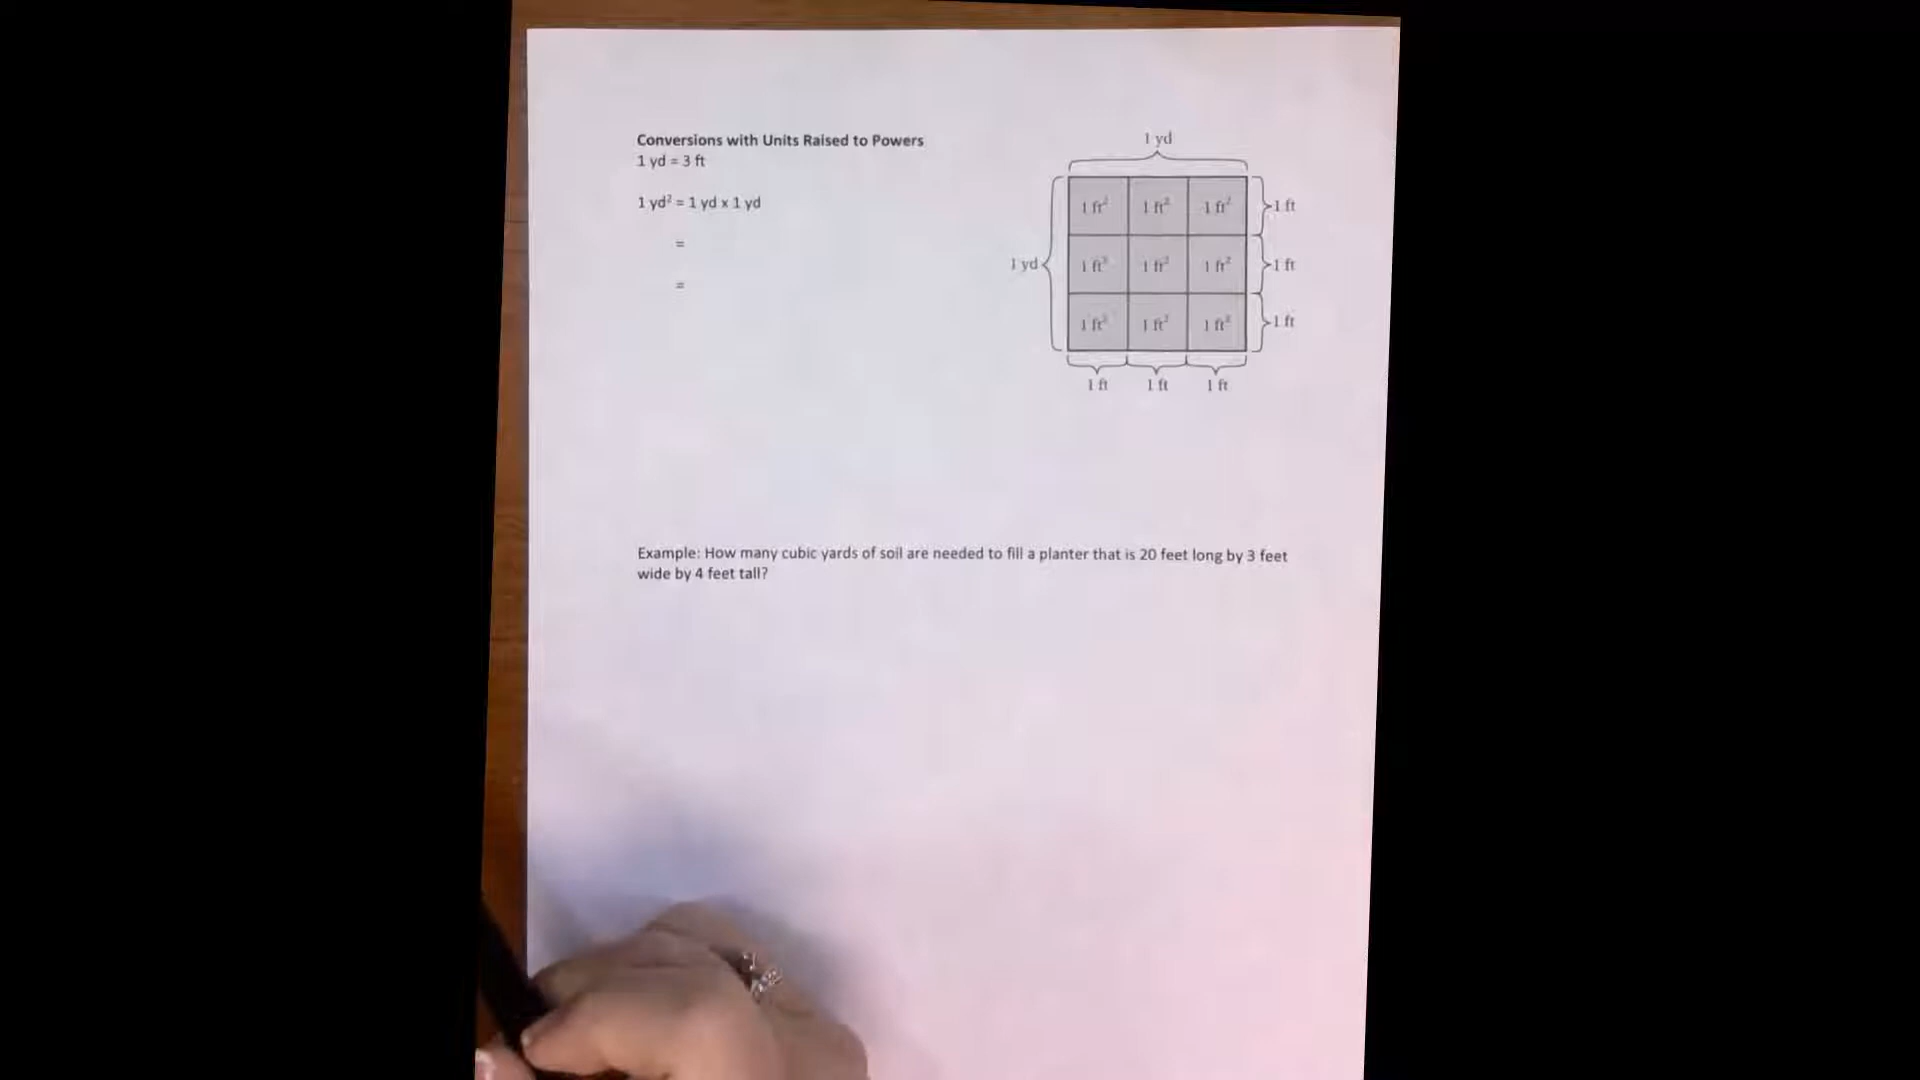 Conversions with Units Raised to Powers
1 yd = 3 ft
1 yd² = 1 yd x 1 yd
=
=
1 yd
1 ft² 1 ft² 1 ft² 1 ft
1 yd 1 ft² 1 ft² 1 ft² 1 ft
1 ft² 1 ft² 1 ft² 1 ft
1 ft 1 ft 1 ft
Example: How many cubic yards of soil are needed to fill a planter that is 20 feet long by 3 feet
wide by 4 feet tall?